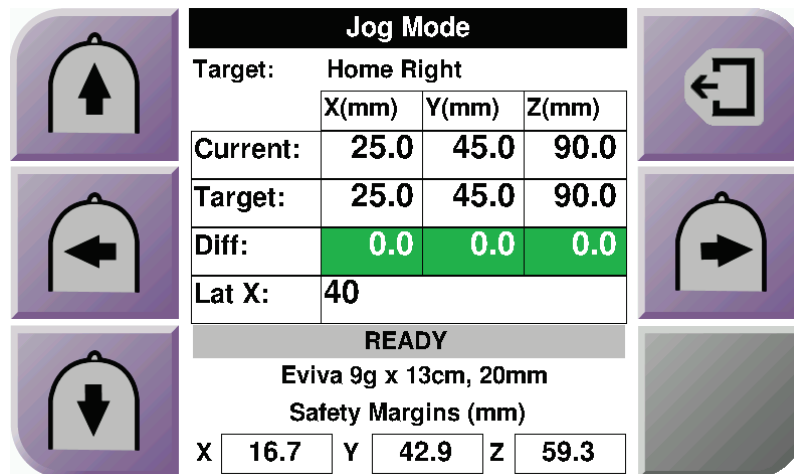 Jog Mode
Target: Home Right
X(mm) Y(mm) Z(mm)
Current: 25.0 45.0 90.0
Target: 25.0 45.0 90.0
Diff: 0.0 0.0 0.0
Lat X: 40
READY
Eviva 9g x 13cm, 20mm
Safety Margins (mm)
X 16.7 Y 42.9 Z 59.3